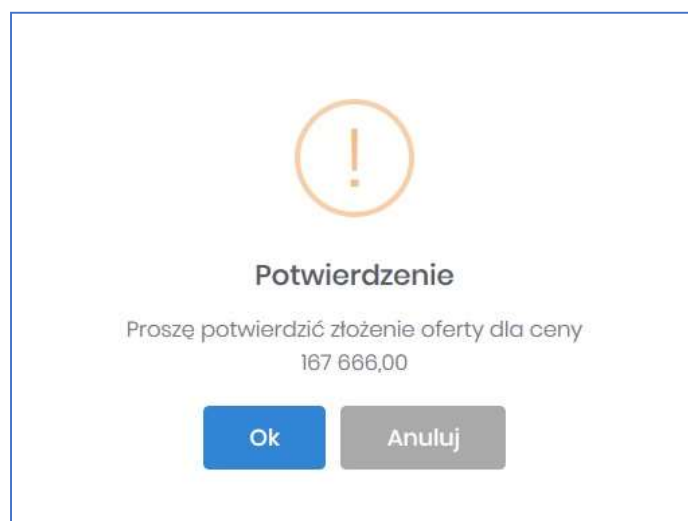 Potwierdzenie
Proszę potwierdzić złożenie oferty dla ceny
167 666,00
Ok
Anuluj